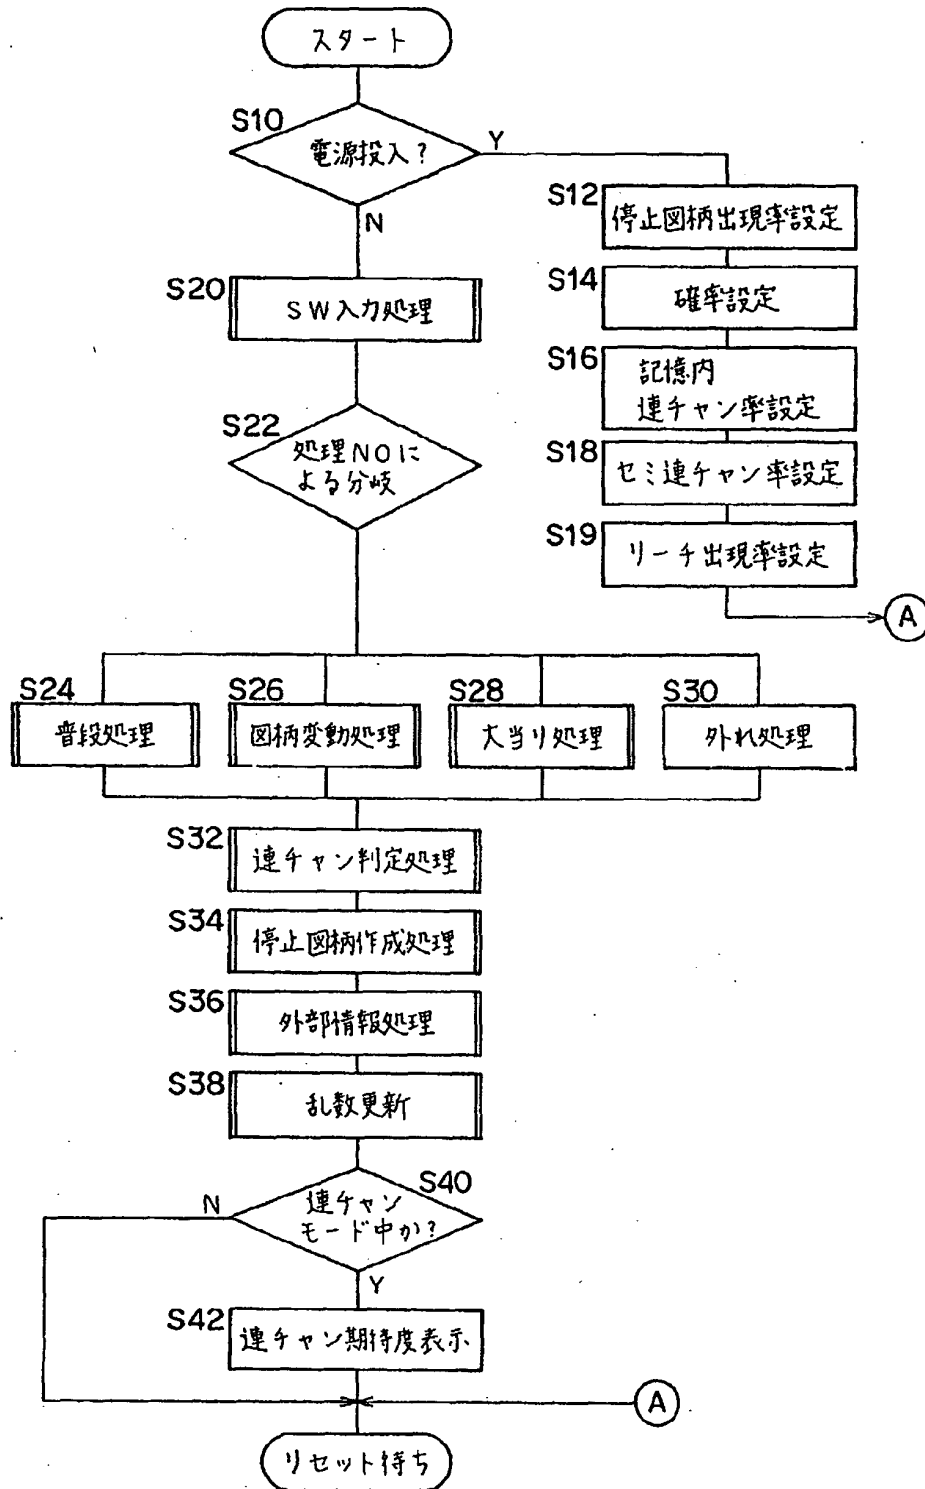 スタート
S10
電源投入?
Y
N
S12
停止図柄出現率設定
S14
確率設定
S16
記憶内
連チャン率設定
S18
セミ連チャン率設定
S19
リーチ出現率設定
A
S20
SW入力処理
S22
処理NOに
よる分岐
S24
普段処理
S26
図柄変動処理
S28
大当り処理
S30
外れ処理
S32
連チャン判定処理
S34
停止図柄作成処理
S36
外部情報処理
S38
乱数更新
S40
連チャン
モード中か?
N
Y
S42
連チャン期待度表示
A
リセット待ち